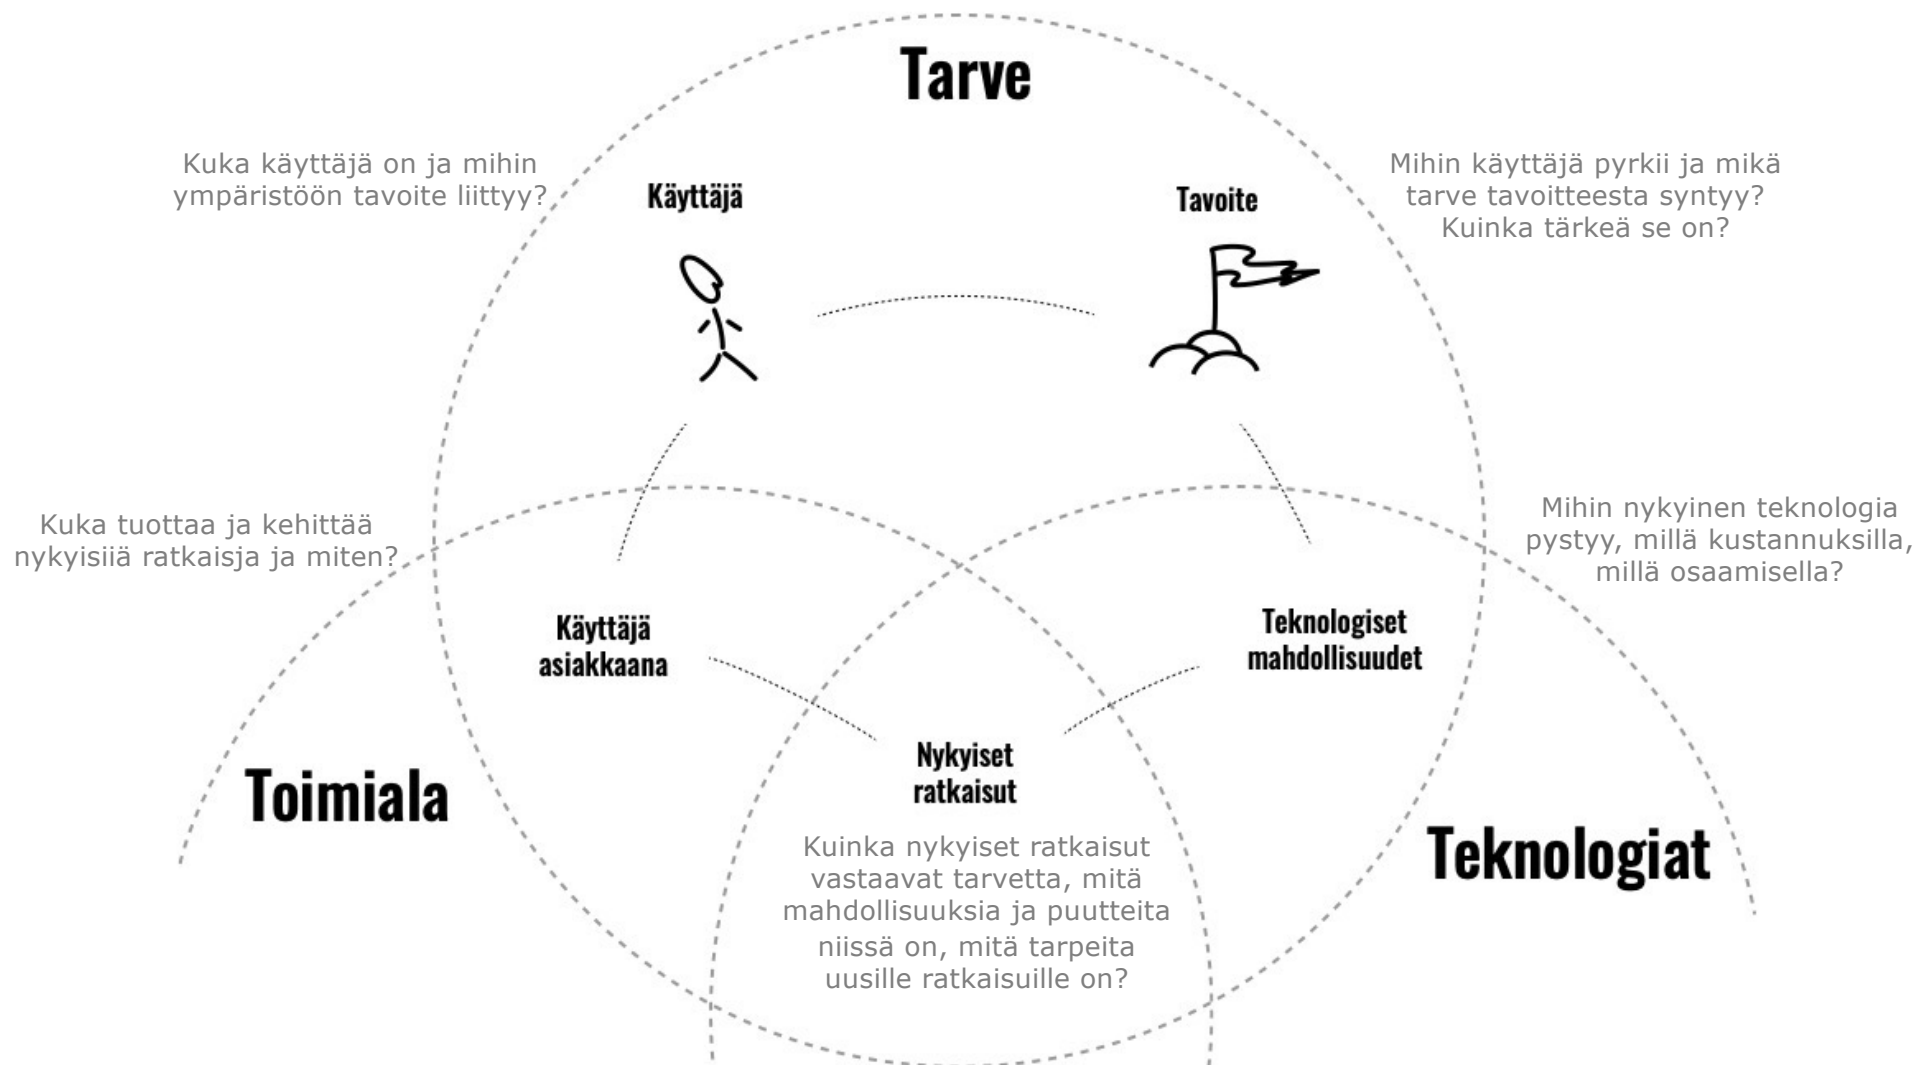 Tarve
Kuka käyttäjä on ja mihin
ympäristöön tavoite liittyy?
Käyttäjä
Tavoite
Mihin käyttäjä pyrkii ja mikä
tarve tavoitteesta syntyy?
Kuinka tärkeä se on?
Kuka tuottaa ja kehittää
nykyisiiä ratkaisja ja miten?
Mihin nykyinen teknologia
pystyy, millä kustannuksilla,
millä osaamisella?
Käyttäjä
asiakkaana
Teknologiset
mahdollisuudet
Nykyiset
ratkaisut
Toimiala
Teknologiat
Kuinka nykyiset ratkaisut
vastaavat tarvetta, mitä
mahdollisuuksia ja puutteita
niissä on, mitä tarpeita
uusille ratkaisuille on?